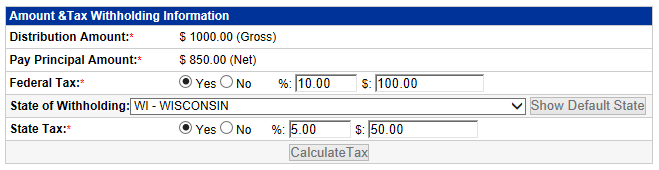 Amount &Tax Withholding Information
Distribution Amount:* $ 1000.00 (Gross)
Pay Principal Amount:* $ 850.00 (Net)
Federal Tax:* Yes No %: 10.00 $: 100.00
State of Withholding: WI - WISCONSIN Show Default State
State Tax:* Yes No %: 5.00 $: 50.00
CalculateTax